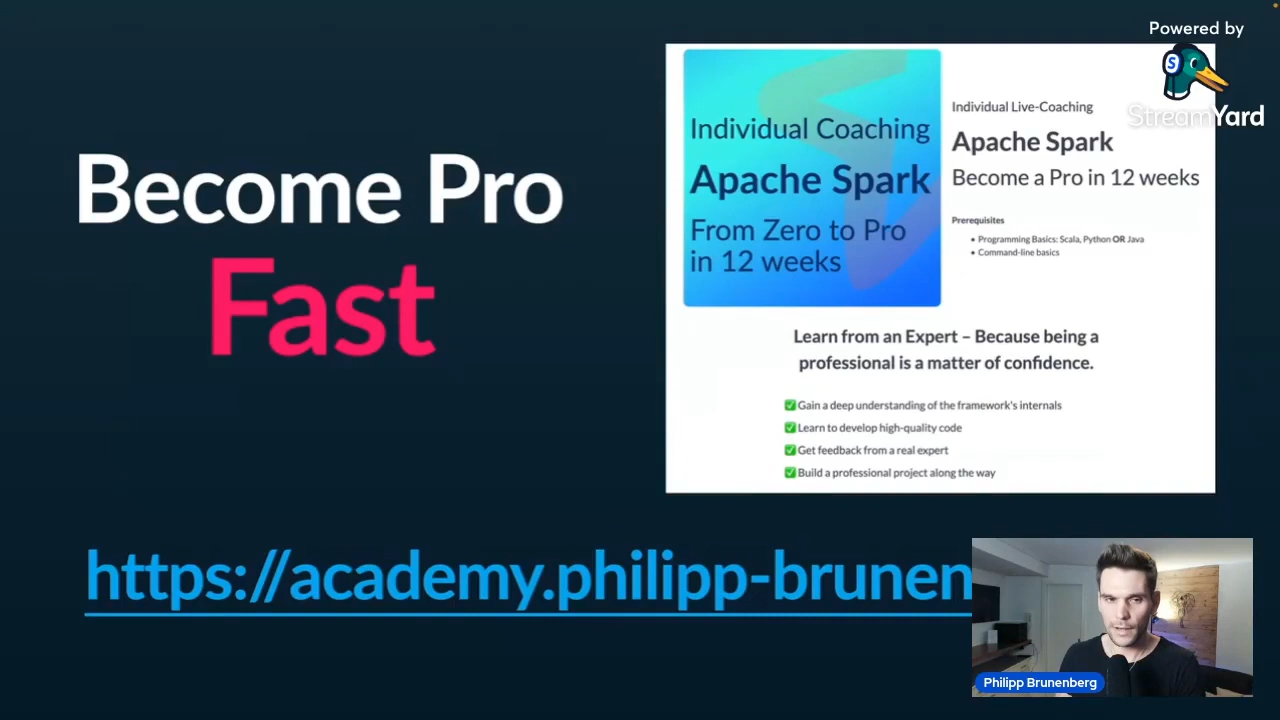 Powered by
StreamYard
Become Pro
Fast
Individual Coaching
Apache Spark
From Zero to Pro
in 12 weeks
Individual Live-Coaching
Apache Spark
Become a Pro in 12 weeks
Prerequisites
• Programming Basics: Scala, Python OR Java
• Command-line basics
Learn from an Expert – Because being a
professional is a matter of confidence.
✅ Gain a deep understanding of the framework's internals
✅ Learn to develop high-quality code
✅ Get feedback from a real expert
✅ Build a professional project along the way
https://academy.philipp-brunen
Philipp Brunenberg